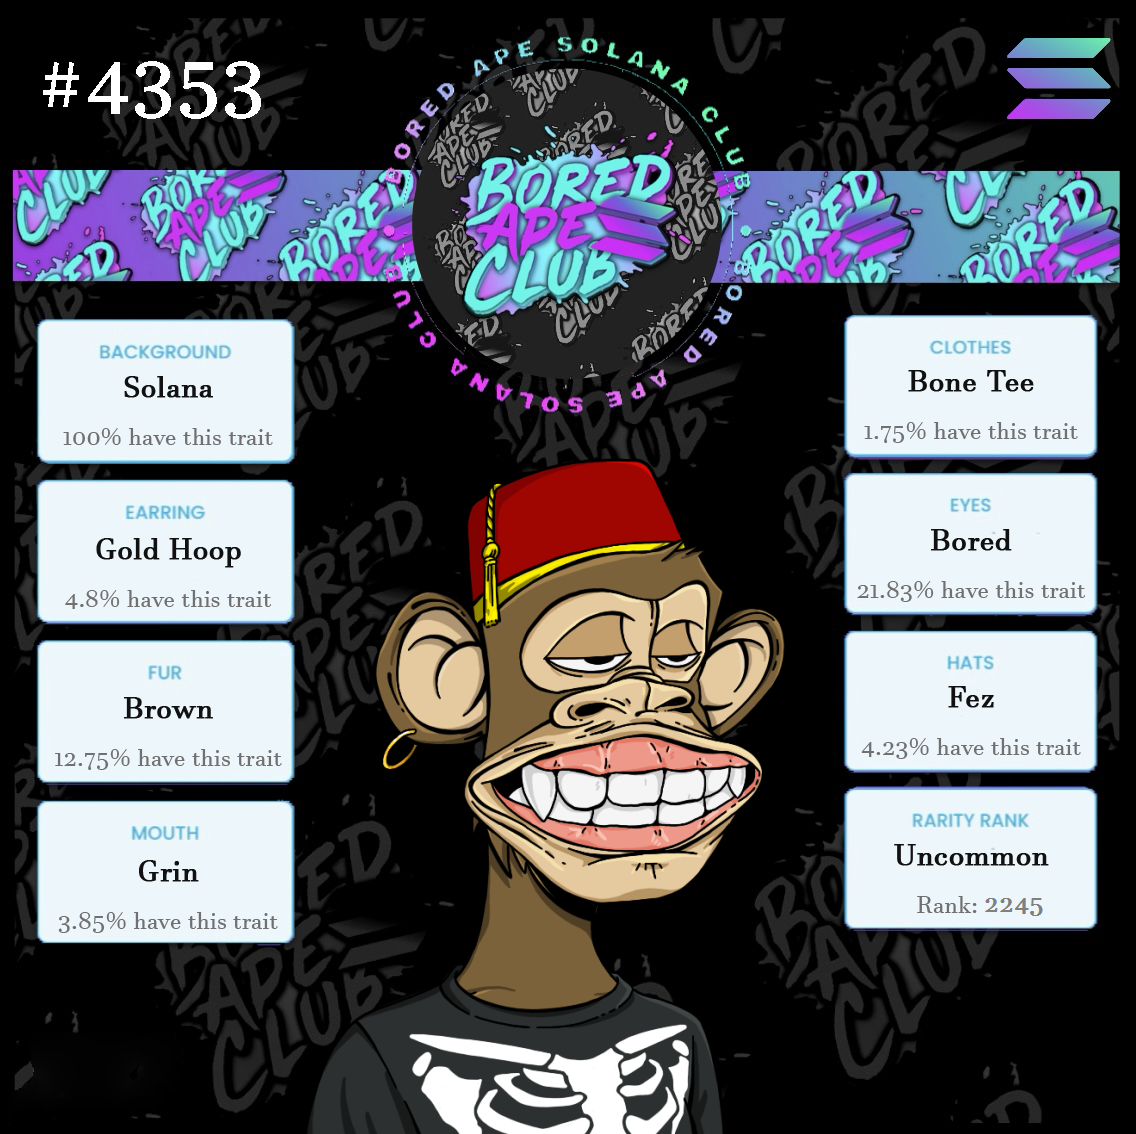 #4353
BORED APE SOLANA CLUB
BORED APE SOLANA CLUB
BORED
APE
CLUB
BACKGROUND
Solana
100% have this trait
EARRING
Gold Hoop
4.8% have this trait
FUR
Brown
12.75% have this trait
MOUTH
Grin
3.85% have this trait
CLOTHES
Bone Tee
1.75% have this trait
EYES
Bored
21.83% have this trait
HATS
Fez
4.23% have this trait
RARITY RANK
Uncommon
Rank: 2245